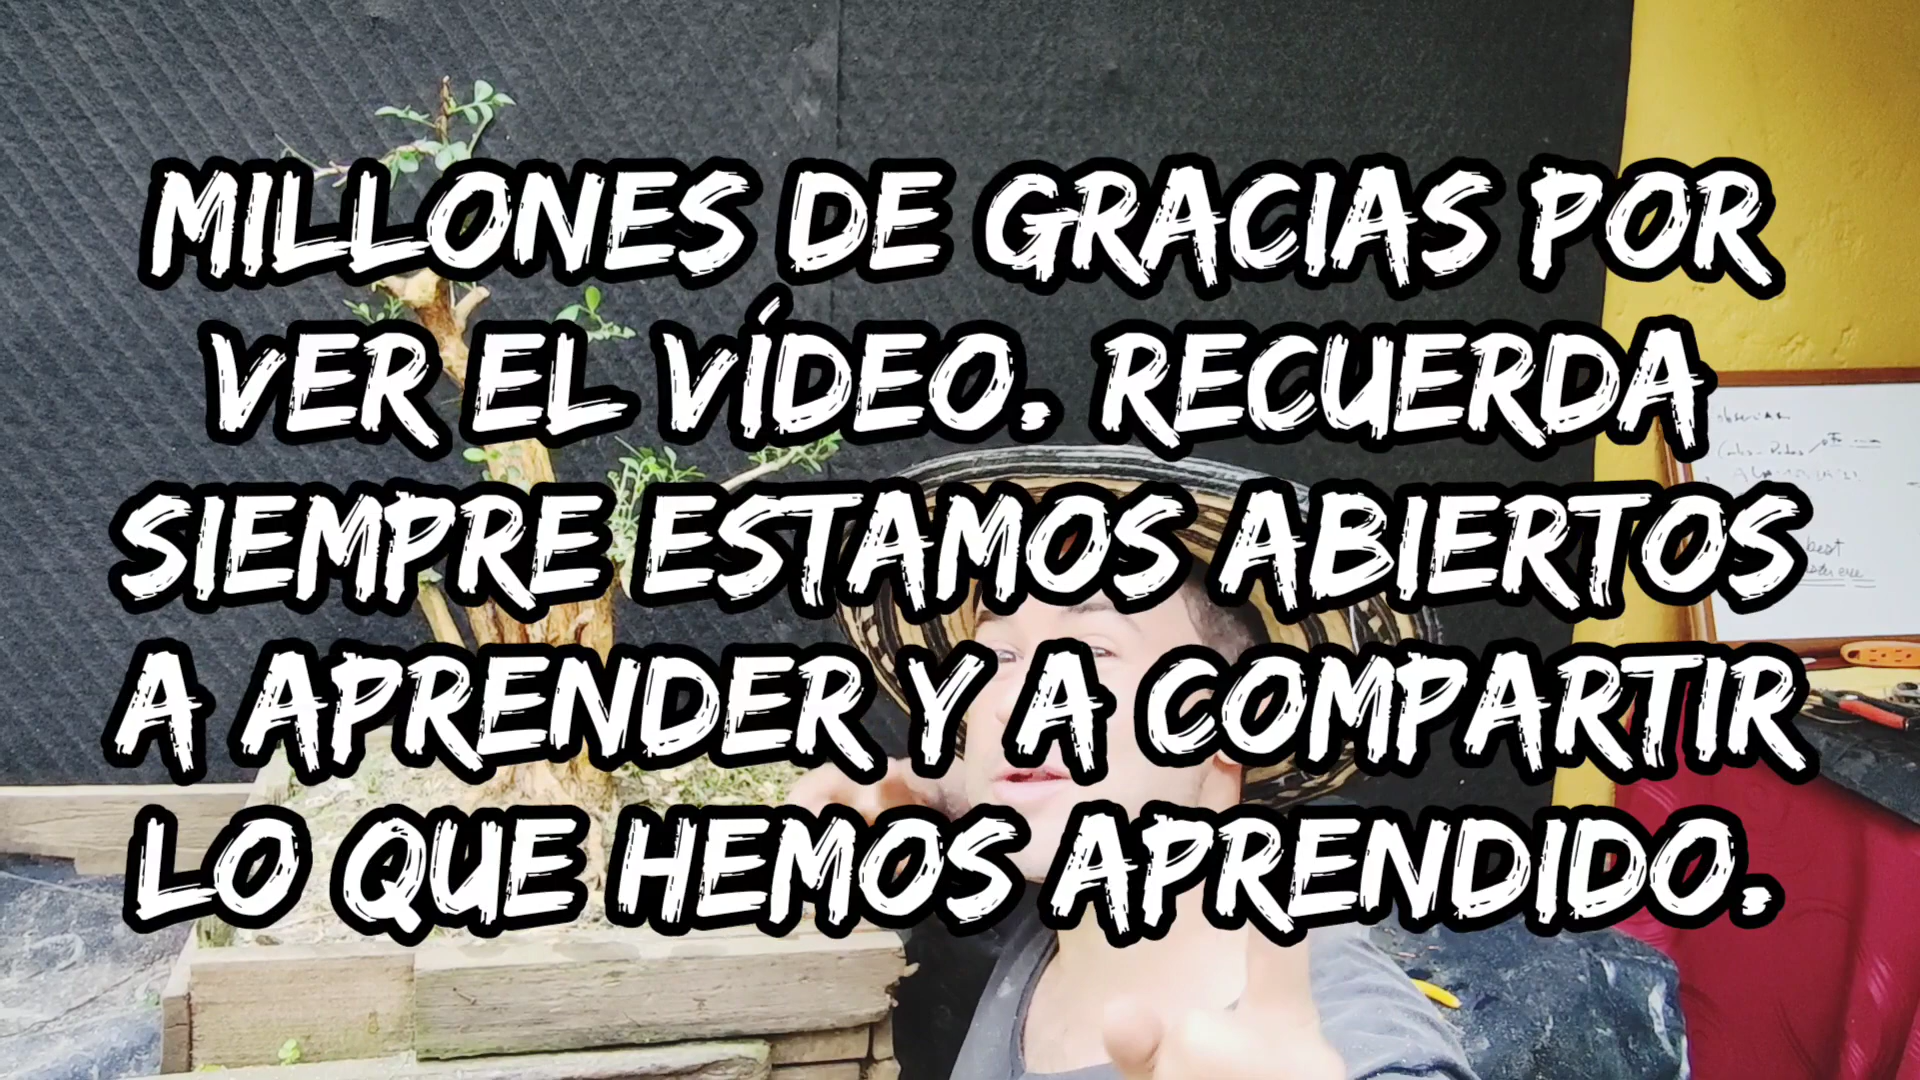 MILLONES DE GRACIAS POR
VER EL VÍDEO. RECUERDA
SIEMPRE ESTAMOS ABIERTOS
A APRENDER Y A COMPARTIR
LO QUE HEMOS APRENDIDO.